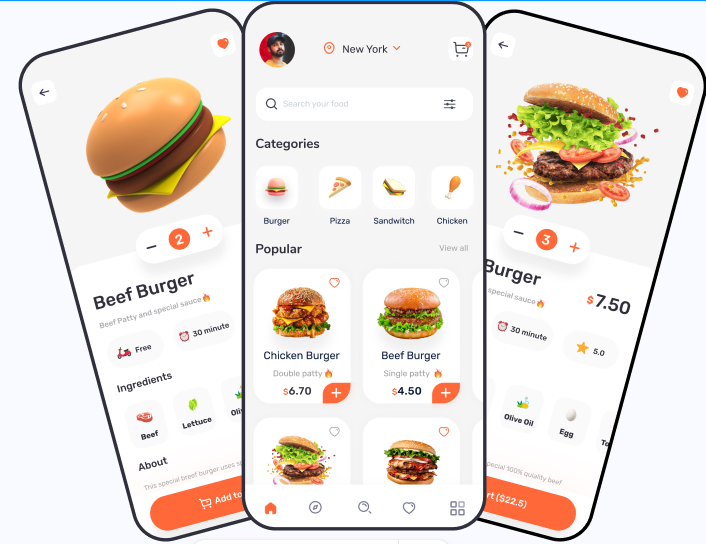 New York
Search your food
Categories
Burger
Pizza
Sandwitch
Chicken
Popular
View all
Chicken Burger
Double patty
$6.70
Beef Burger
Single patty
$4.50
2
Beef Burger
Beef Patty and special sauce
Free
30 minute
Ingredients
Beef
Lettuce
Oli
About
This special beef burger uses s
Add to
3
Burger
special sauce
$7.50
30 minute
5.0
Olive Oil
Egg
To
special 100% quiality beef
rt ($22.5)